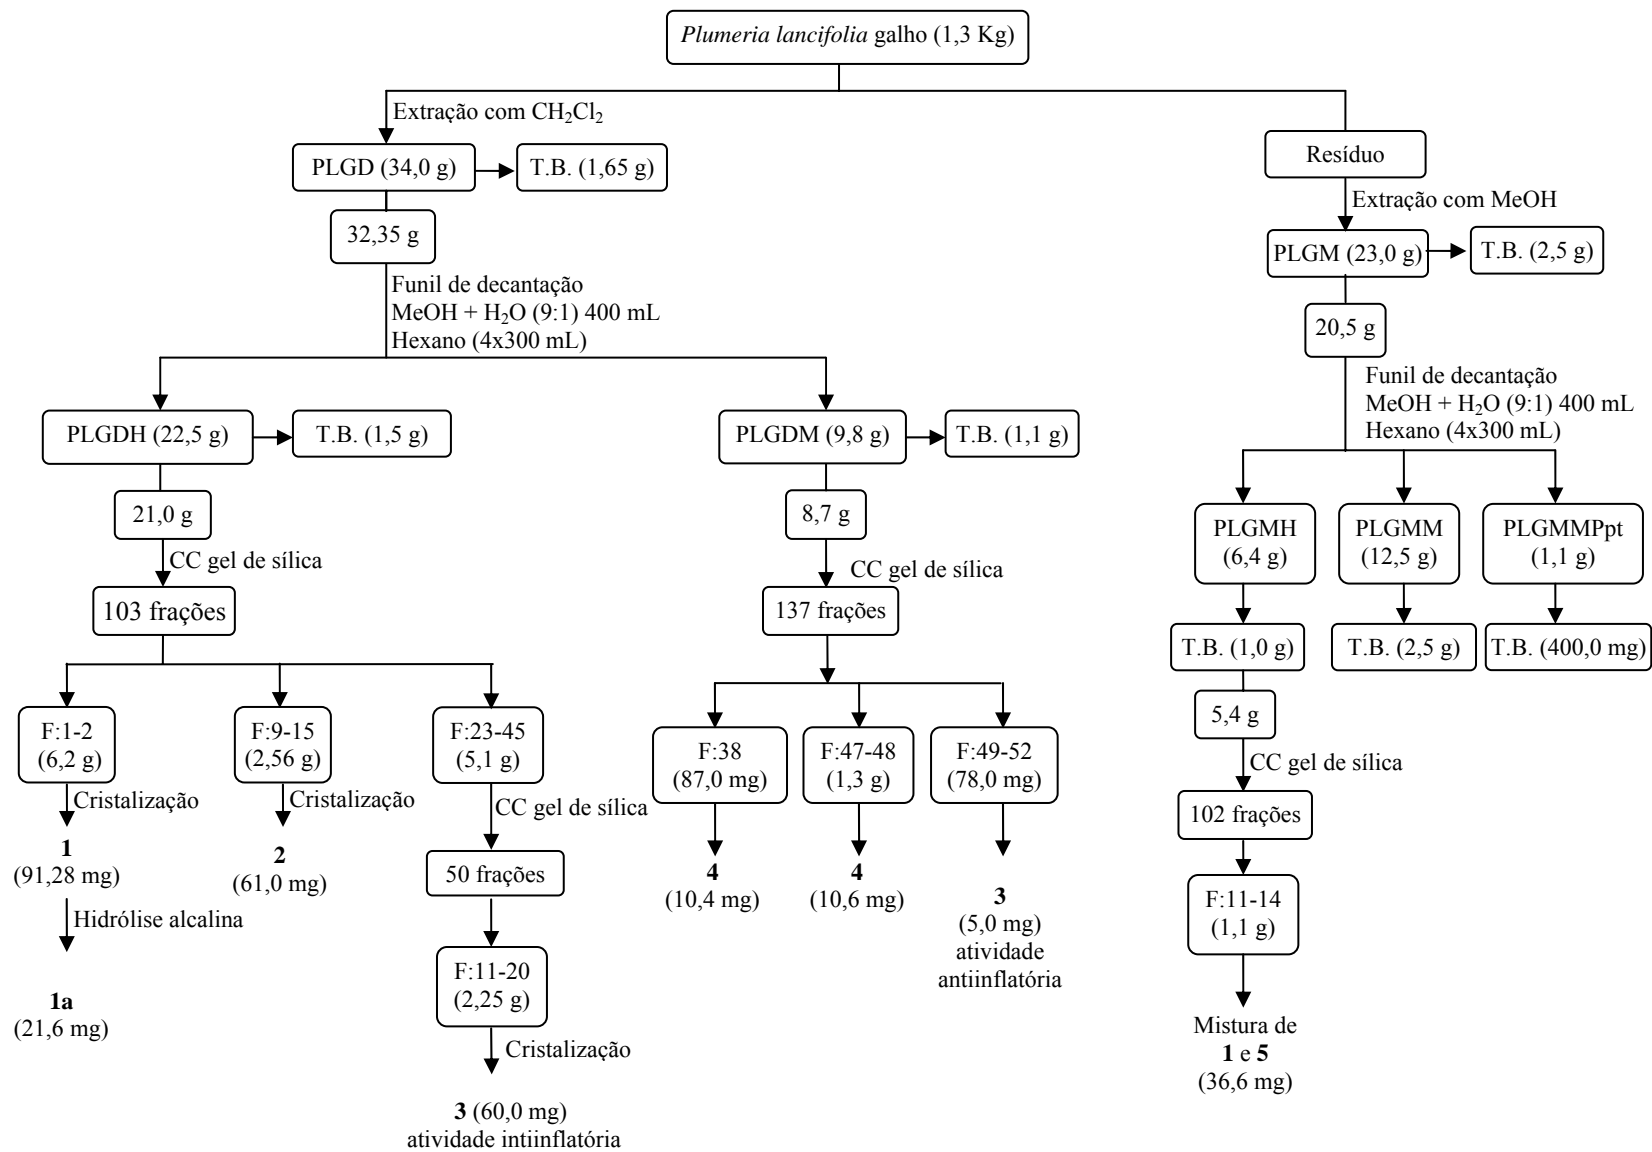 Plumeria lancifolia galho (1,3 Kg)
Extração com CH₂Cl₂
PLGD (34,0 g)
T.B. (1,65 g)
32,35 g
Funil de decantação
MeOH + H₂O (9:1) 400 mL
Hexano (4x300 mL)
PLGDH (22,5 g)
T.B. (1,5 g)
21,0 g
CC gel de sílica
103 frações
F:1-2
(6,2 g)
Cristalização
1
(91,28 mg)
Hidrólise alcalina
1a
(21,6 mg)
F:9-15
(2,56 g)
Cristalização
2
(61,0 mg)
F:23-45
(5,1 g)
CC gel de sílica
50 frações
F:11-20
(2,25 g)
Cristalização
3 (60,0 mg)
atividade intiinflatória
PLGDM (9,8 g)
T.B. (1,1 g)
8,7 g
CC gel de sílica
137 frações
F:38
(87,0 mg)
4
(10,4 mg)
F:47-48
(1,3 g)
4
(10,6 mg)
F:49-52
(78,0 mg)
3
(5,0 mg)
atividade
antiinflatória
Resíduo
Extração com MeOH
PLGM (23,0 g)
T.B. (2,5 g)
20,5 g
Funil de decantação
MeOH + H₂O (9:1) 400 mL
Hexano (4x300 mL)
PLGMH
(6,4 g)
T.B. (1,0 g)
5,4 g
CC gel de sílica
102 frações
F:11-14
(1,1 g)
Mistura de
1 e 5
(36,6 mg)
PLGMM
(12,5 g)
T.B. (2,5 g)
PLGMMPpt
(1,1 g)
T.B. (400,0 mg)